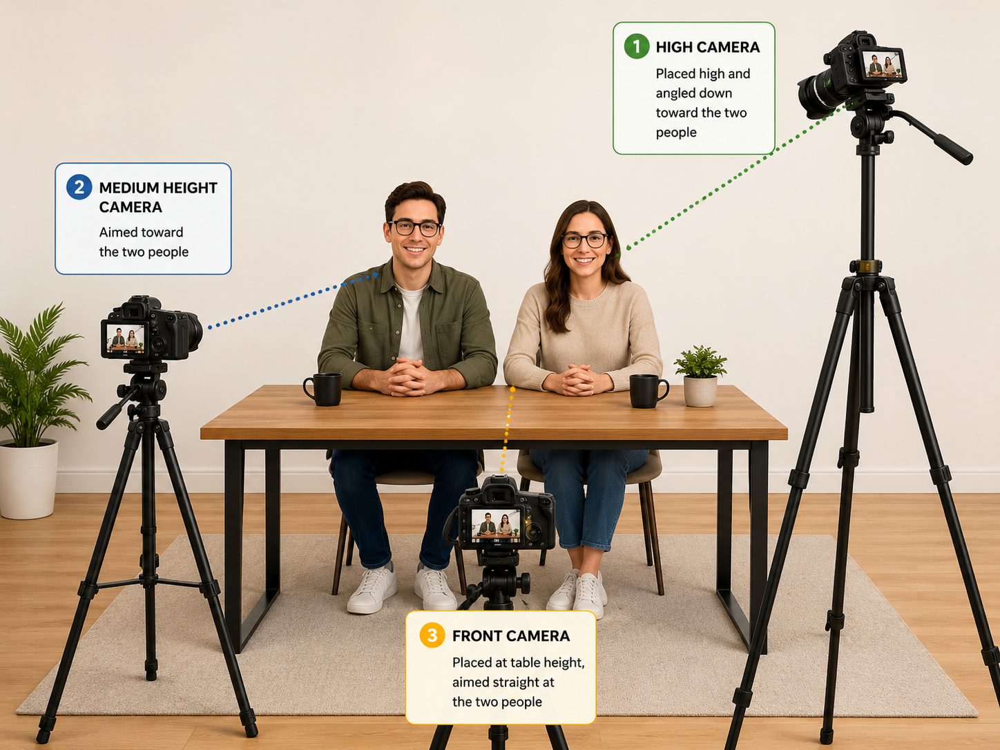 1 HIGH CAMERA
Placed high and
angled down
toward the two
people
2 MEDIUM HEIGHT
CAMERA
Aimed toward
the two people
3 FRONT CAMERA
Placed at table height,
aimed straight at
the two people